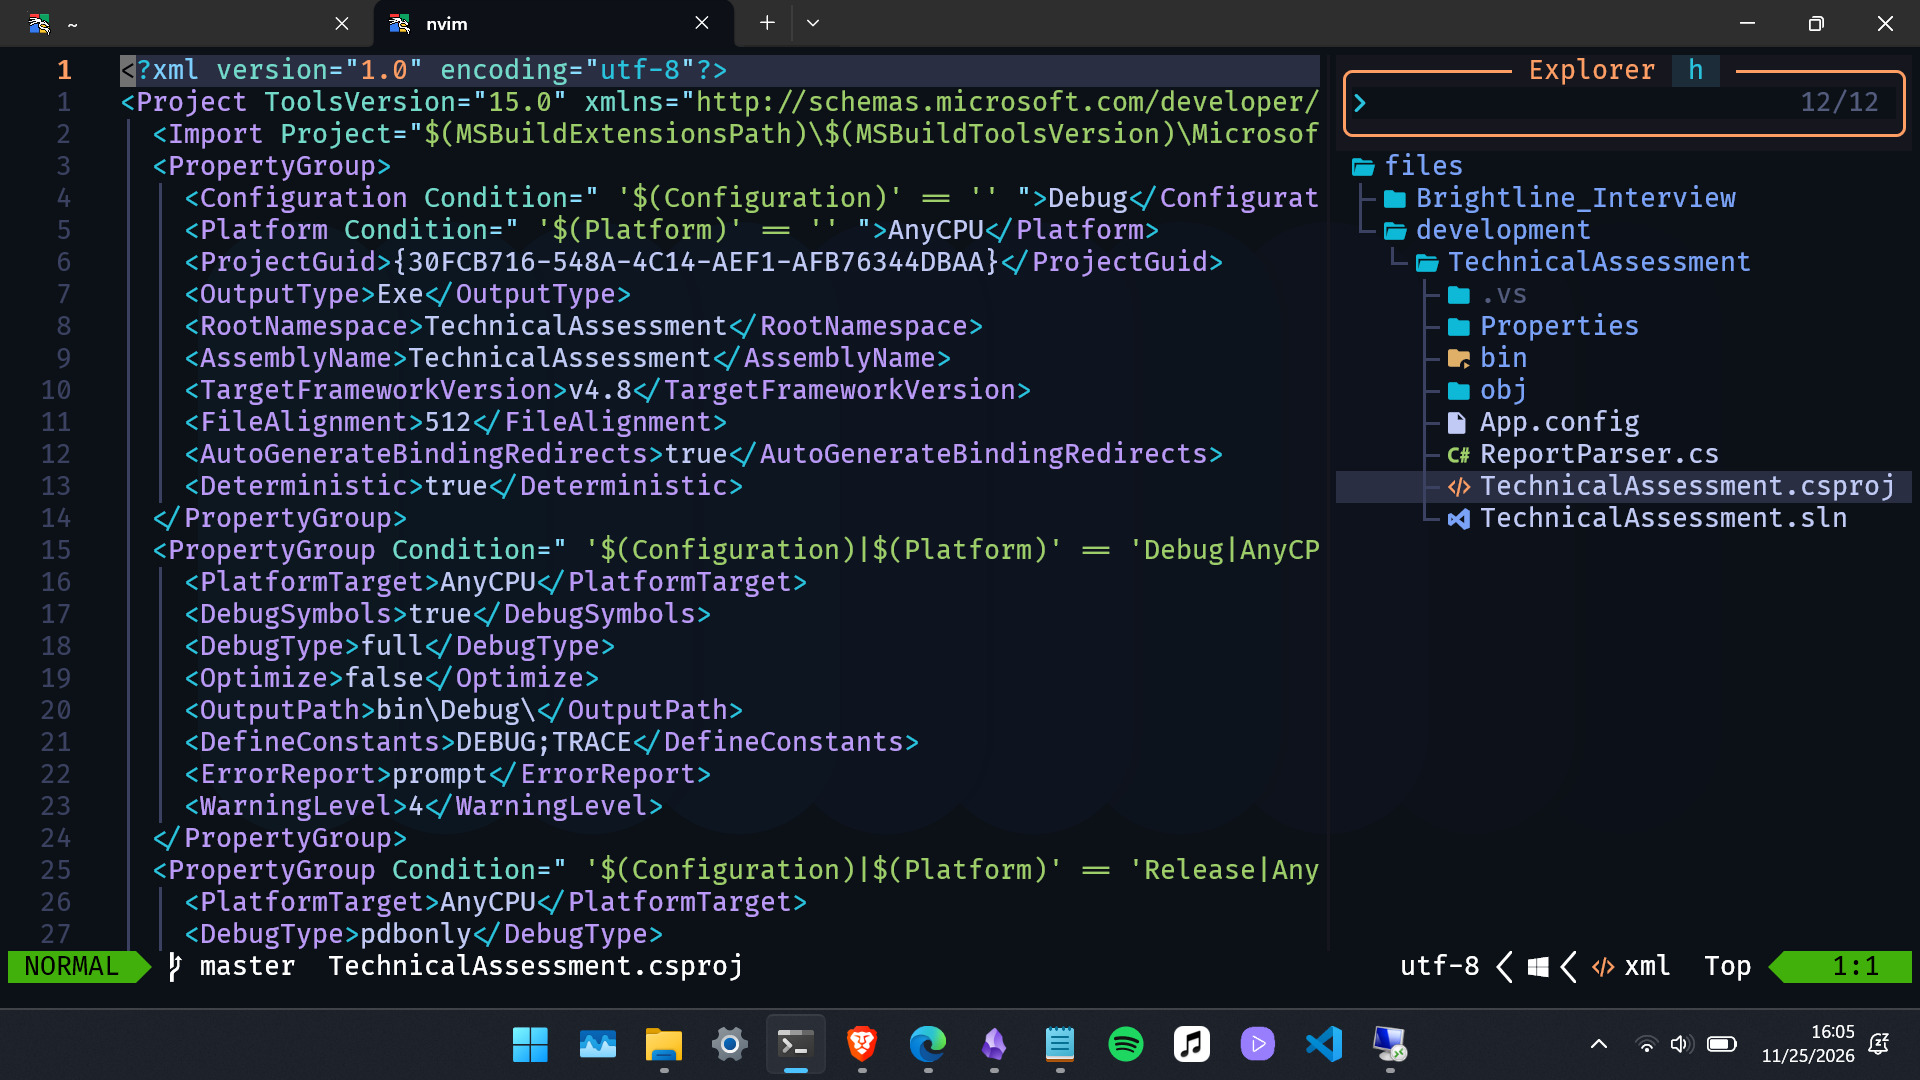 ~
nvim
1 <?xml version="1.0" encoding="utf-8"?>
1 <Project ToolsVersion="15.0" xmlns="http://schemas.microsoft.com/developer/
2 <Import Project="$(MSBuildExtensionsPath)\$(MSBuildToolsVersion)\Microsof
3 <PropertyGroup>
4 <Configuration Condition=" '$(Configuration)' == '' ">Debug</Configurat
5 <Platform Condition=" '$(Platform)' == '' ">AnyCPU</Platform>
6 <ProjectGuid>{30FCB716-548A-4C14-AEF1-AFB76344DBAA}</ProjectGuid>
7 <OutputType>Exe</OutputType>
8 <RootNamespace>TechnicalAssessment</RootNamespace>
9 <AssemblyName>TechnicalAssessment</AssemblyName>
10 <TargetFrameworkVersion>v4.8</TargetFrameworkVersion>
11 <FileAlignment>512</FileAlignment>
12 <AutoGenerateBindingRedirects>true</AutoGenerateBindingRedirects>
13 <Deterministic>true</Deterministic>
14 </PropertyGroup>
15 <PropertyGroup Condition=" '$(Configuration)|$(Platform)' == 'Debug|AnyCP
16 <PlatformTarget>AnyCPU</PlatformTarget>
17 <DebugSymbols>true</DebugSymbols>
18 <DebugType>full</DebugType>
19 <Optimize>false</Optimize>
20 <OutputPath>bin\Debug\</OutputPath>
21 <DefineConstants>DEBUG;TRACE</DefineConstants>
22 <ErrorReport>prompt</ErrorReport>
23 <WarningLevel>4</WarningLevel>
24 </PropertyGroup>
25 <PropertyGroup Condition=" '$(Configuration)|$(Platform)' == 'Release|Any
26 <PlatformTarget>AnyCPU</PlatformTarget>
27 <DebugType>pdbonly</DebugType>
Explorer h
> 12/12
files
Brightline_Interview
development
TechnicalAssessment
.vs
Properties
bin
obj
App.config
C# ReportParser.cs
</> TechnicalAssessment.csproj
TechnicalAssessment.sln
NORMAL master TechnicalAssessment.csproj utf-8 < < </> xml Top 1:1
16:05
11/25/2026